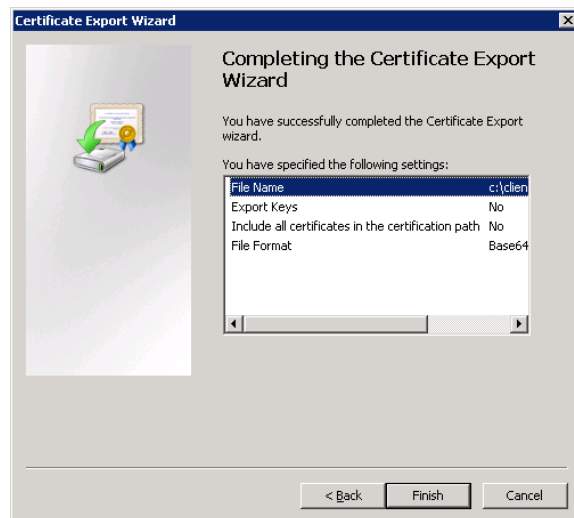 Certificate Export Wizard
Completing the Certificate Export
Wizard
You have successfully completed the Certificate Export
wizard.
You have specified the following settings:
File Name c:\clien
Export Keys No
Include all certificates in the certification path No
File Format Base64
< Back Finish Cancel